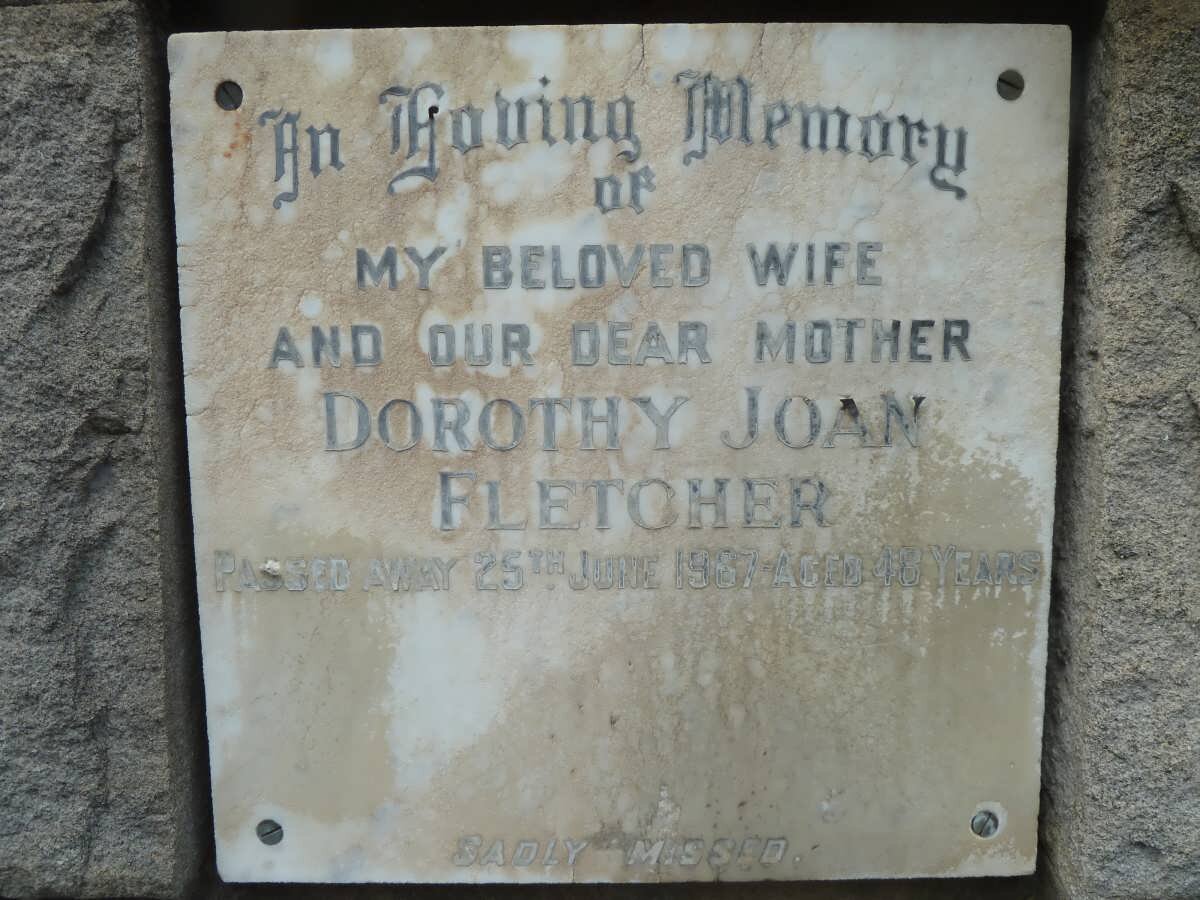 In Loving Memory
of
MY BELOVED WIFE
AND OUR DEAR MOTHER
DOROTHY JOAN
FLETCHER
PASSED AWAY 25TH JUNE 1967-AGED 48 YEARS
SADLY MISSED.